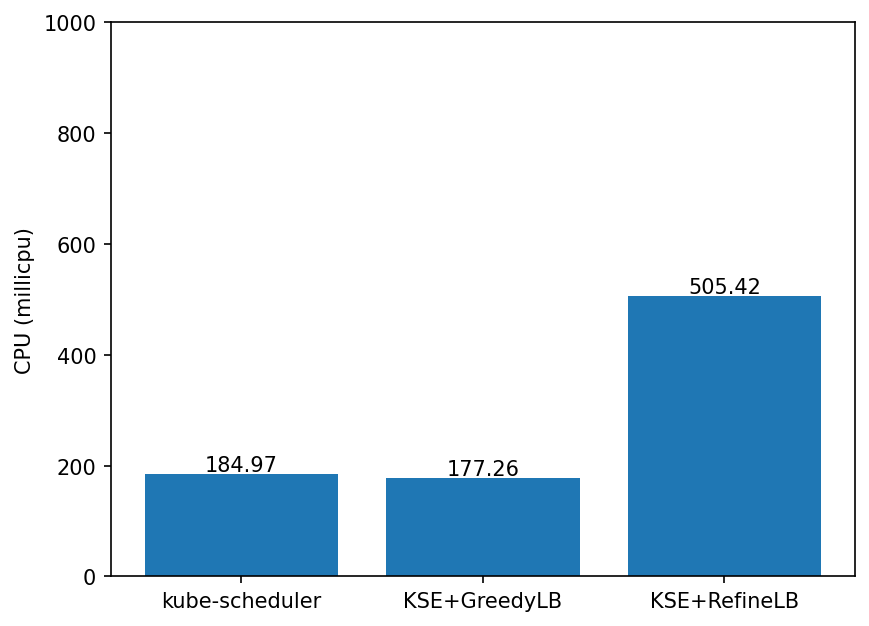 1000
800
600
400
200
0
CPU (millicpu)
184.97
177.26
505.42
kube-scheduler
KSE+GreedyLB
KSE+RefineLB